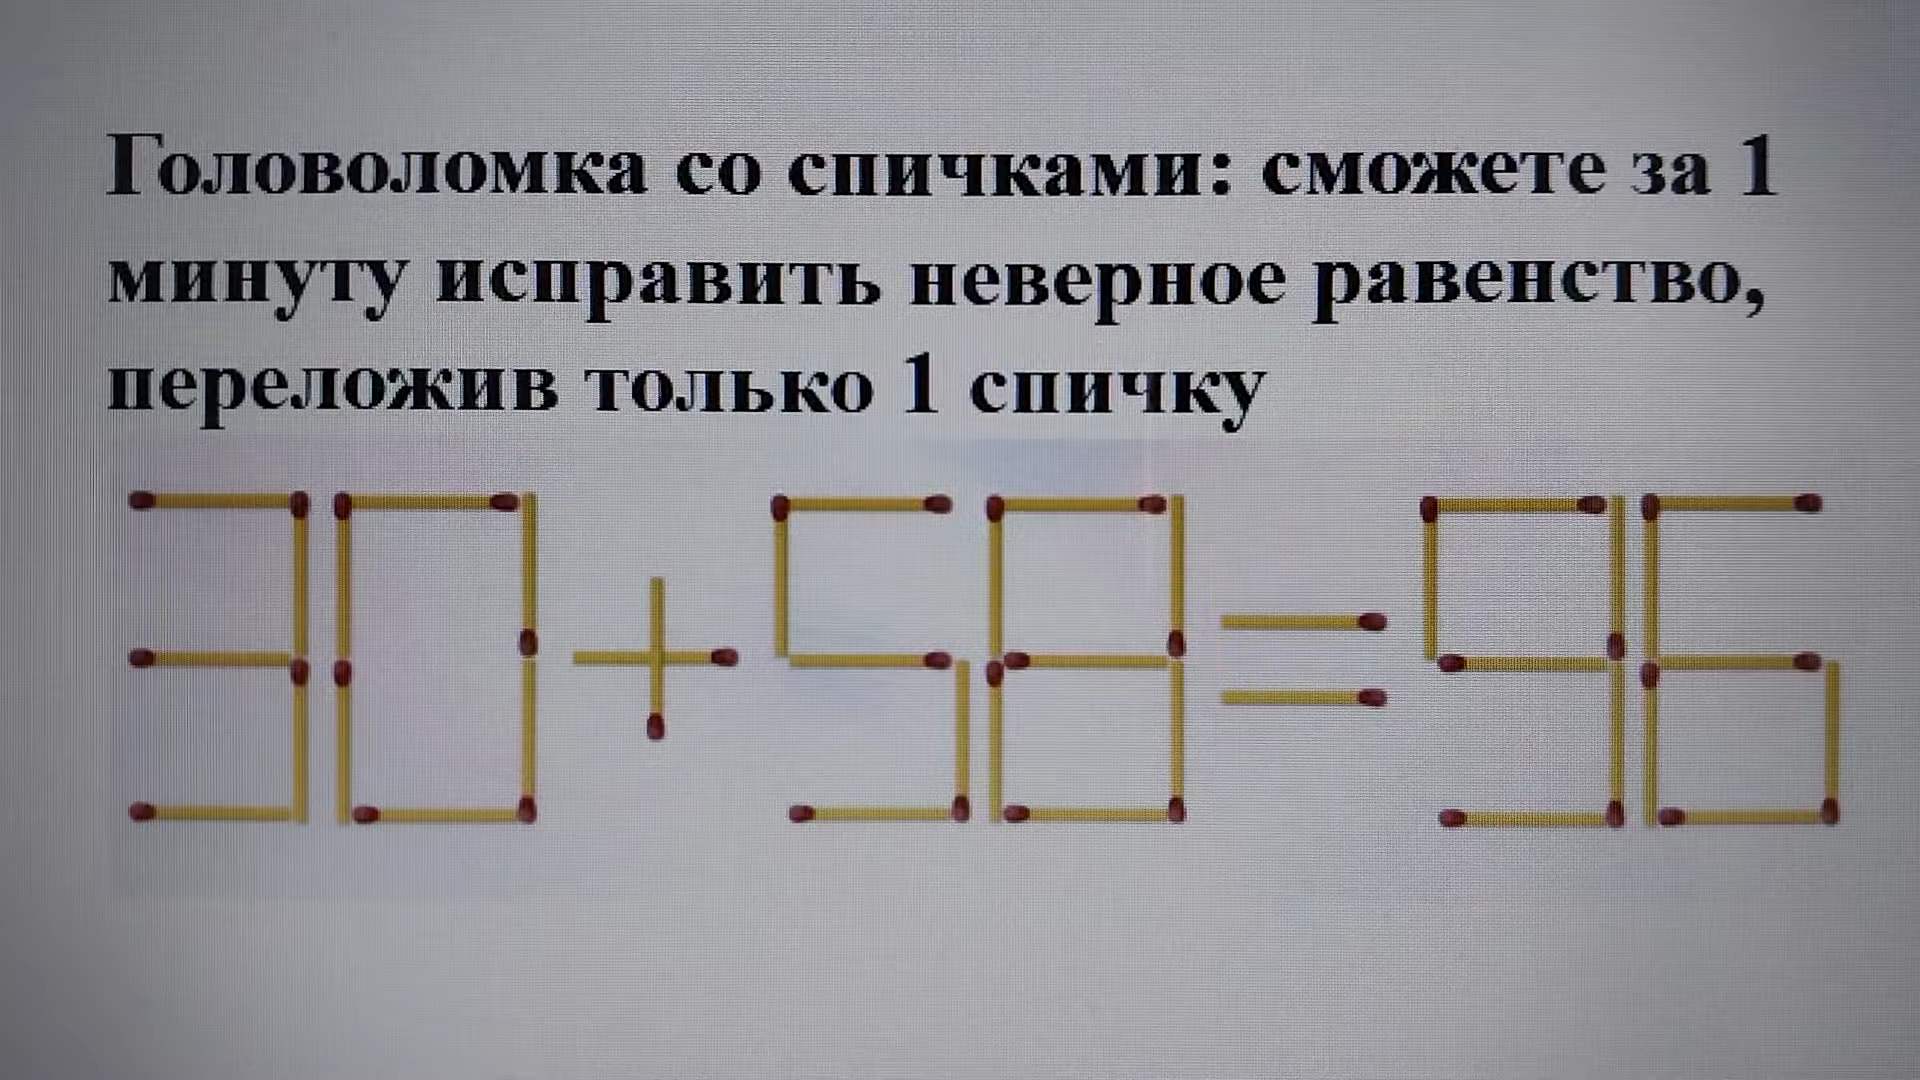 Головоломка со спичками: сможете за 1
минуту исправить неверное равенство,
переложив только 1 спичку
30+58=96